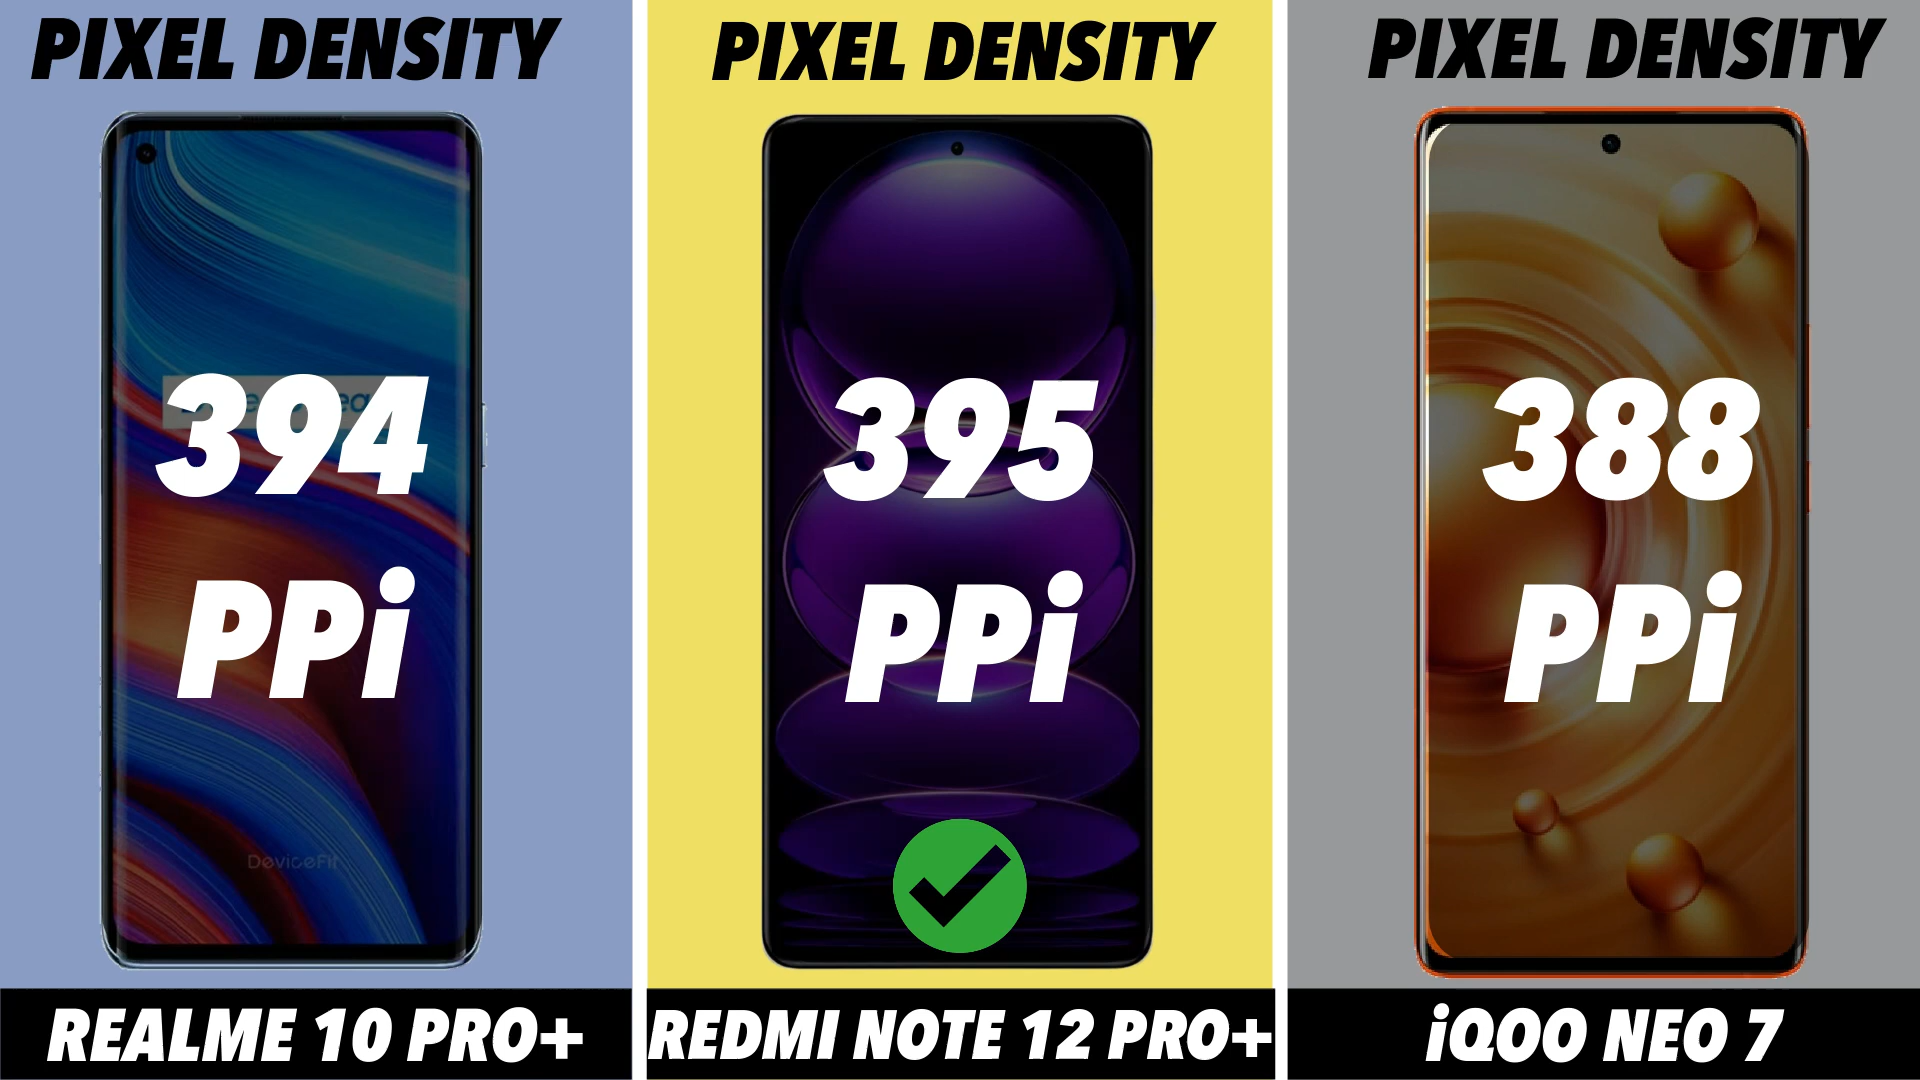 PIXEL DENSITY
394
PPi
DeviceFit
REALME 10 PRO+
PIXEL DENSITY
395
PPi
REDMI NOTE 12 PRO+
PIXEL DENSITY
388
PPi
iQOO NEO 7